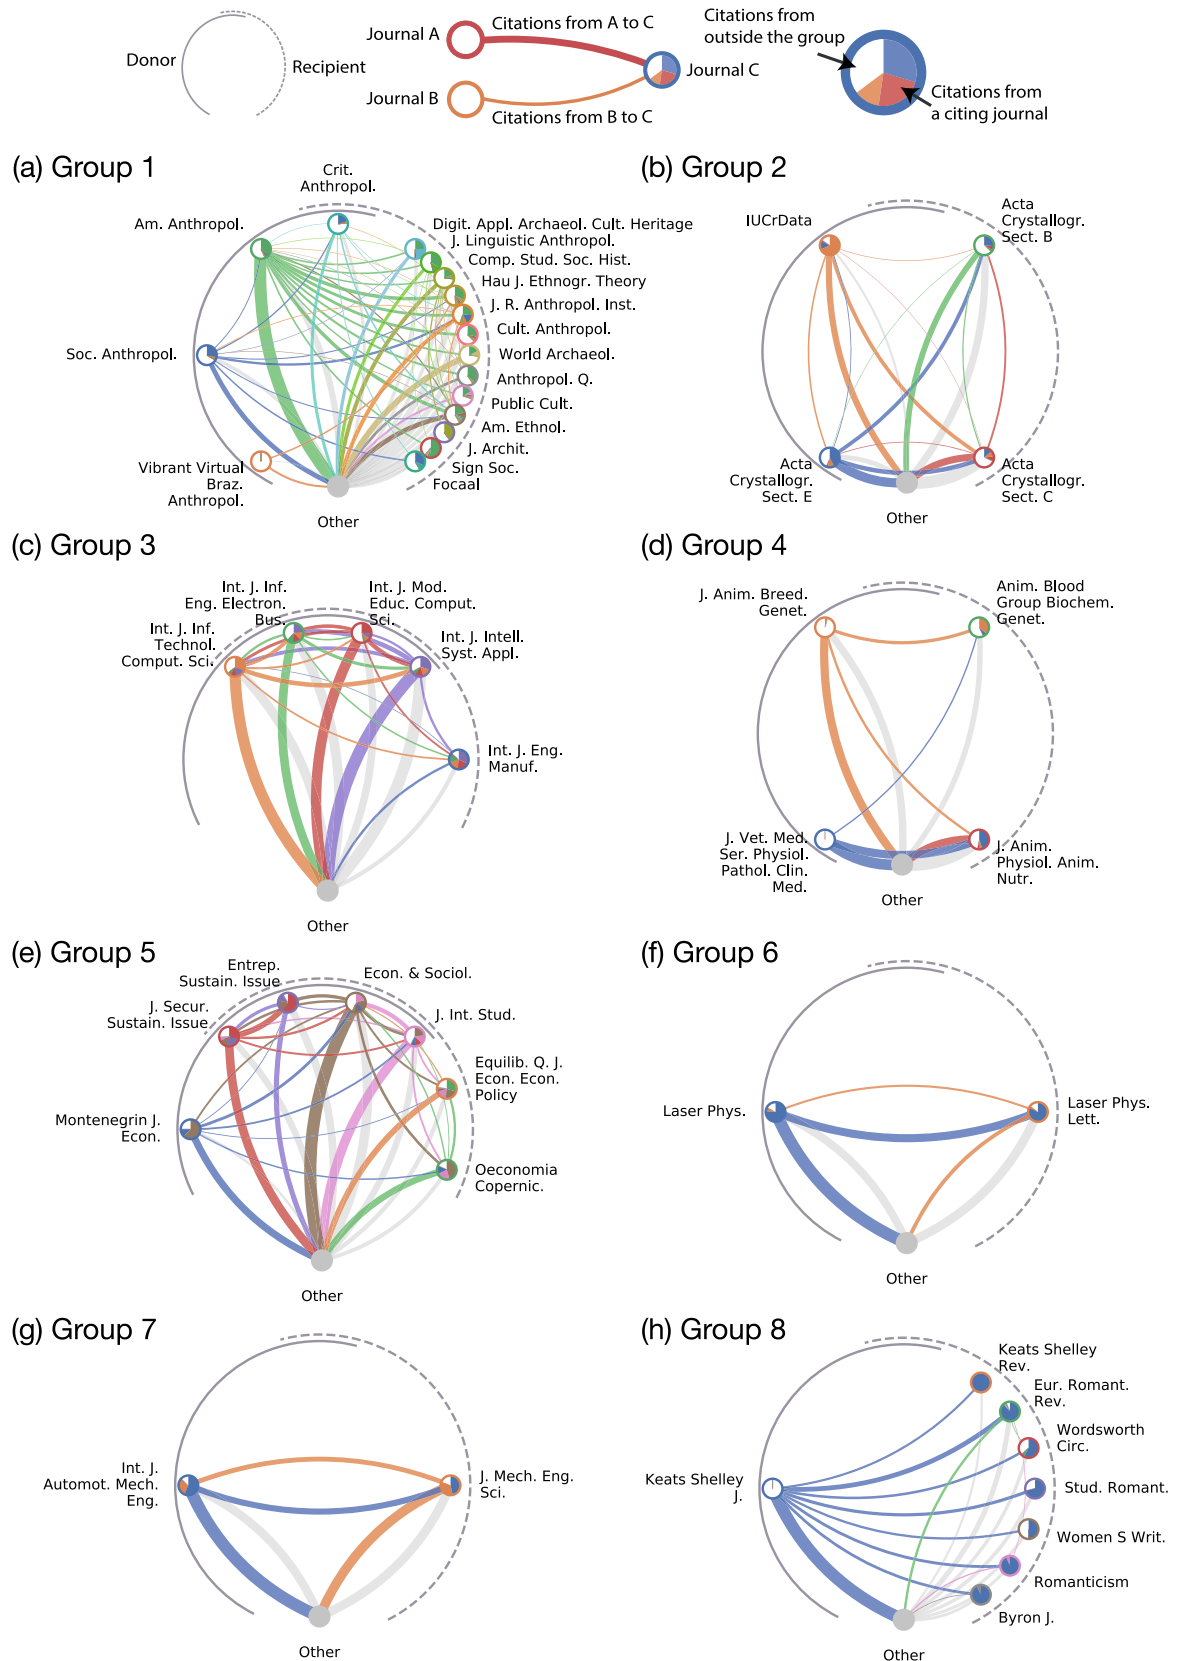 Donor
Recipient
Journal A
Citations from A to C
Journal B
Citations from B to C
Journal C
Citations from
outside the group
Citations from
a citing journal
(a) Group 1
Crit.
Anthropol.
Am. Anthropol.
Digit. Appl. Archaeol. Cult. Heritage
J. Linguistic Anthropol.
Comp. Stud. Soc. Hist.
Hau J. Ethnogr. Theory
J. R. Anthropol. Inst.
Cult. Anthropol.
World Archaeol.
Anthropol. Q.
Public Cult.
Am. Ethnol.
J. Archit.
Sign Soc.
Focaal
Soc. Anthropol.
Vibrant Virtual
Braz.
Anthropol.
Other
(b) Group 2
IUCrData
Acta
Crystallogr.
Sect. B
Acta
Crystallogr.
Sect. E
Acta
Crystallogr.
Sect. C
Other
(c) Group 3
Int. J. Inf.
Eng. Electron.
Bus.
Int. J. Mod.
Educ. Comput.
Sci.
Int. J. Inf.
Technol.
Comput. Sci.
Int. J. Intell.
Syst. Appl.
Int. J. Eng.
Manuf.
Other
(d) Group 4
J. Anim. Breed.
Genet.
Anim. Blood
Group Biochem.
Genet.
J. Vet. Med.
Ser. Physiol.
Pathol. Clin.
Med.
J. Anim.
Physiol. Anim.
Nutr.
Other
(e) Group 5
Entrep.
Sustain. Issue
Econ. & Sociol.
J. Secur.
Sustain. Issue
J. Int. Stud.
Equilib. Q. J.
Econ. Econ.
Policy
Montenegrin J.
Econ.
Oeconomia
Copernic.
Other
(f) Group 6
Laser Phys.
Laser Phys.
Lett.
Other
(g) Group 7
Int. J.
Automot. Mech.
Eng.
J. Mech. Eng.
Sci.
Other
(h) Group 8
Keats Shelley
Rev.
Eur. Romant.
Rev.
Wordsworth
Circ.
Keats Shelley
J.
Stud. Romant.
Women S Writ.
Romanticism
Byron J.
Other